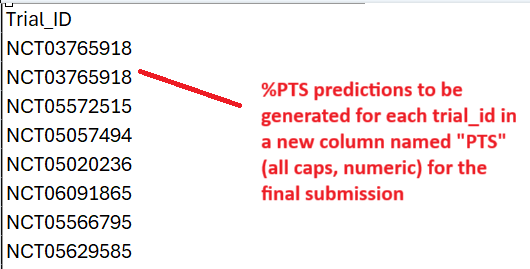 Trial_ID
NCT03765918
NCT03765918
NCT05572515
NCT05057494
NCT05020236
NCT06091865
NCT05566795
NCT05629585
%PTS predictions to be
generated for each trial_id in
a new column named "PTS"
(all caps, numeric) for the
final submission